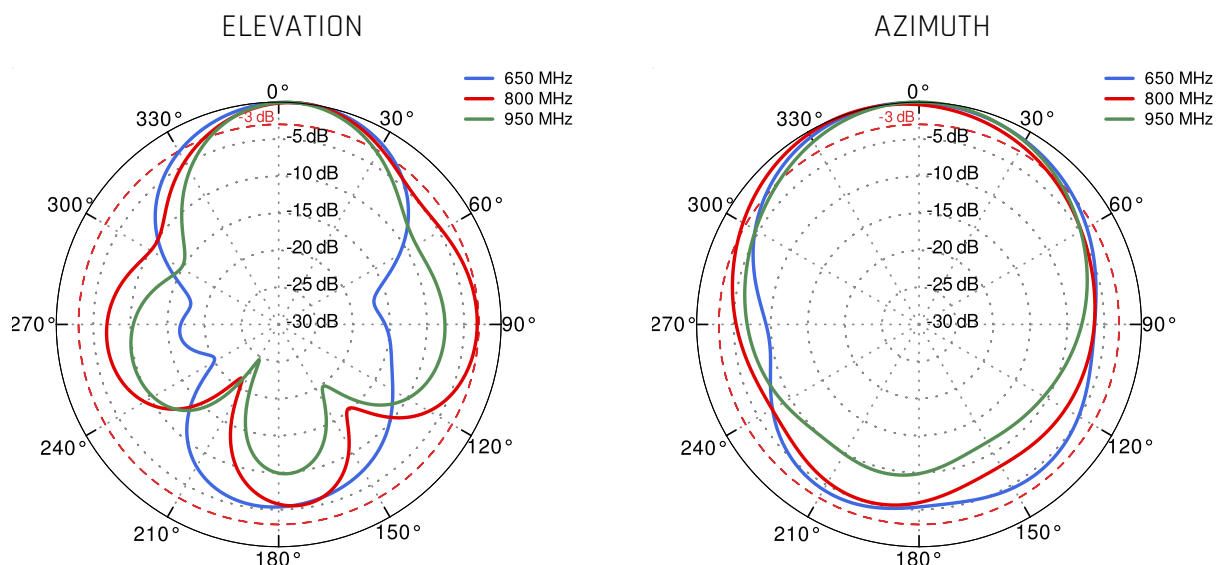 ELEVATION
650 MHz
800 MHz
950 MHz
0°
330°
-3 dB
30°
-5 dB
-10 dB
300°
60°
-15 dB
-20 dB
-25 dB
270°
-30 dB
90°
240°
120°
210°
150°
180°
AZIMUTH
650 MHz
800 MHz
950 MHz
0°
330°
-3 dB
30°
-5 dB
-10 dB
300°
60°
-15 dB
-20 dB
-25 dB
270°
-30 dB
90°
240°
120°
210°
150°
180°